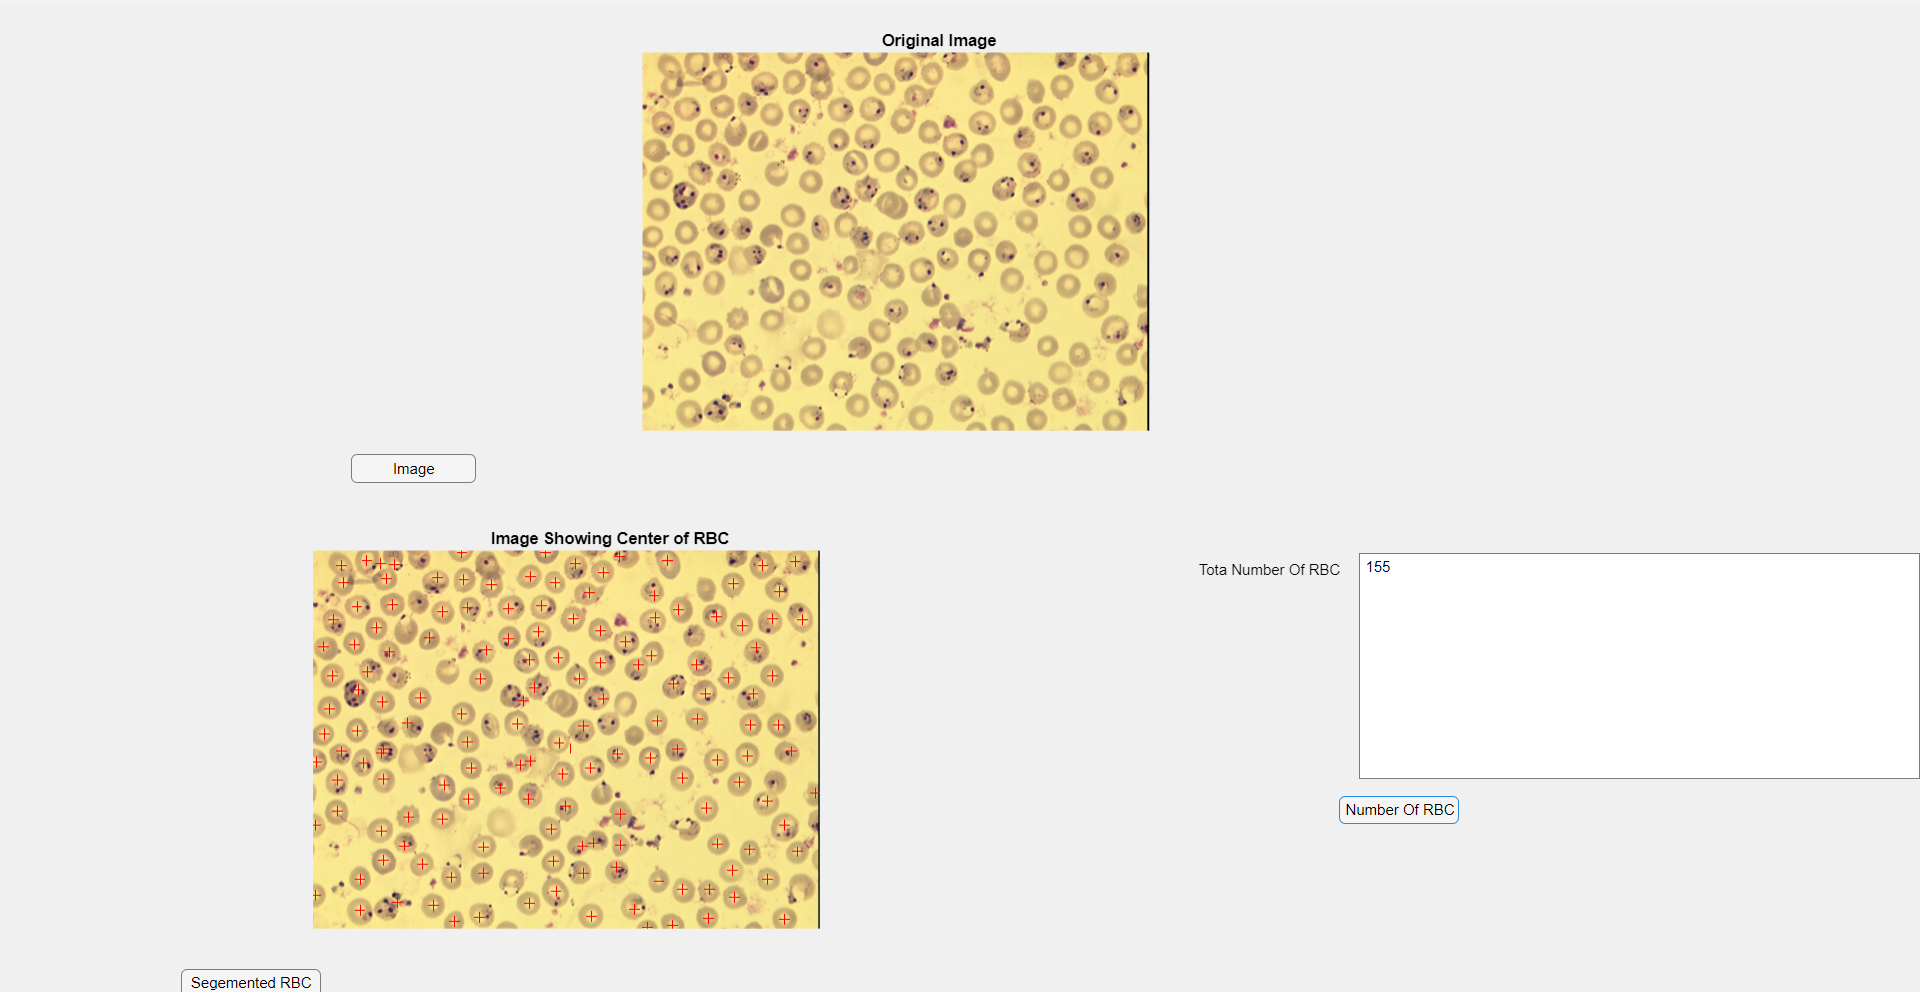 Original Image
Image
Image Showing Center of RBC
Tota Number Of RBC
155
Number Of RBC
Segemented RBC